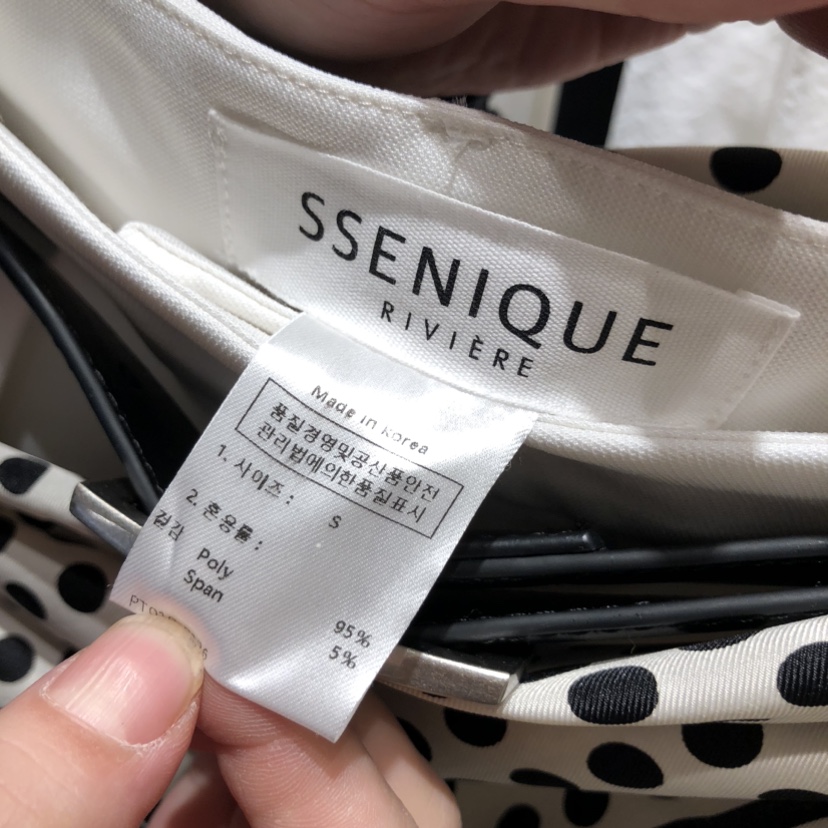 SSENIQUE
RIVIÈRE
Made in Korea
품질경영및공산품안전
관리법에의한품질표시
1. 사이즈 : S
2. 혼용률 :
겉감
Poly 95%
Span 5%